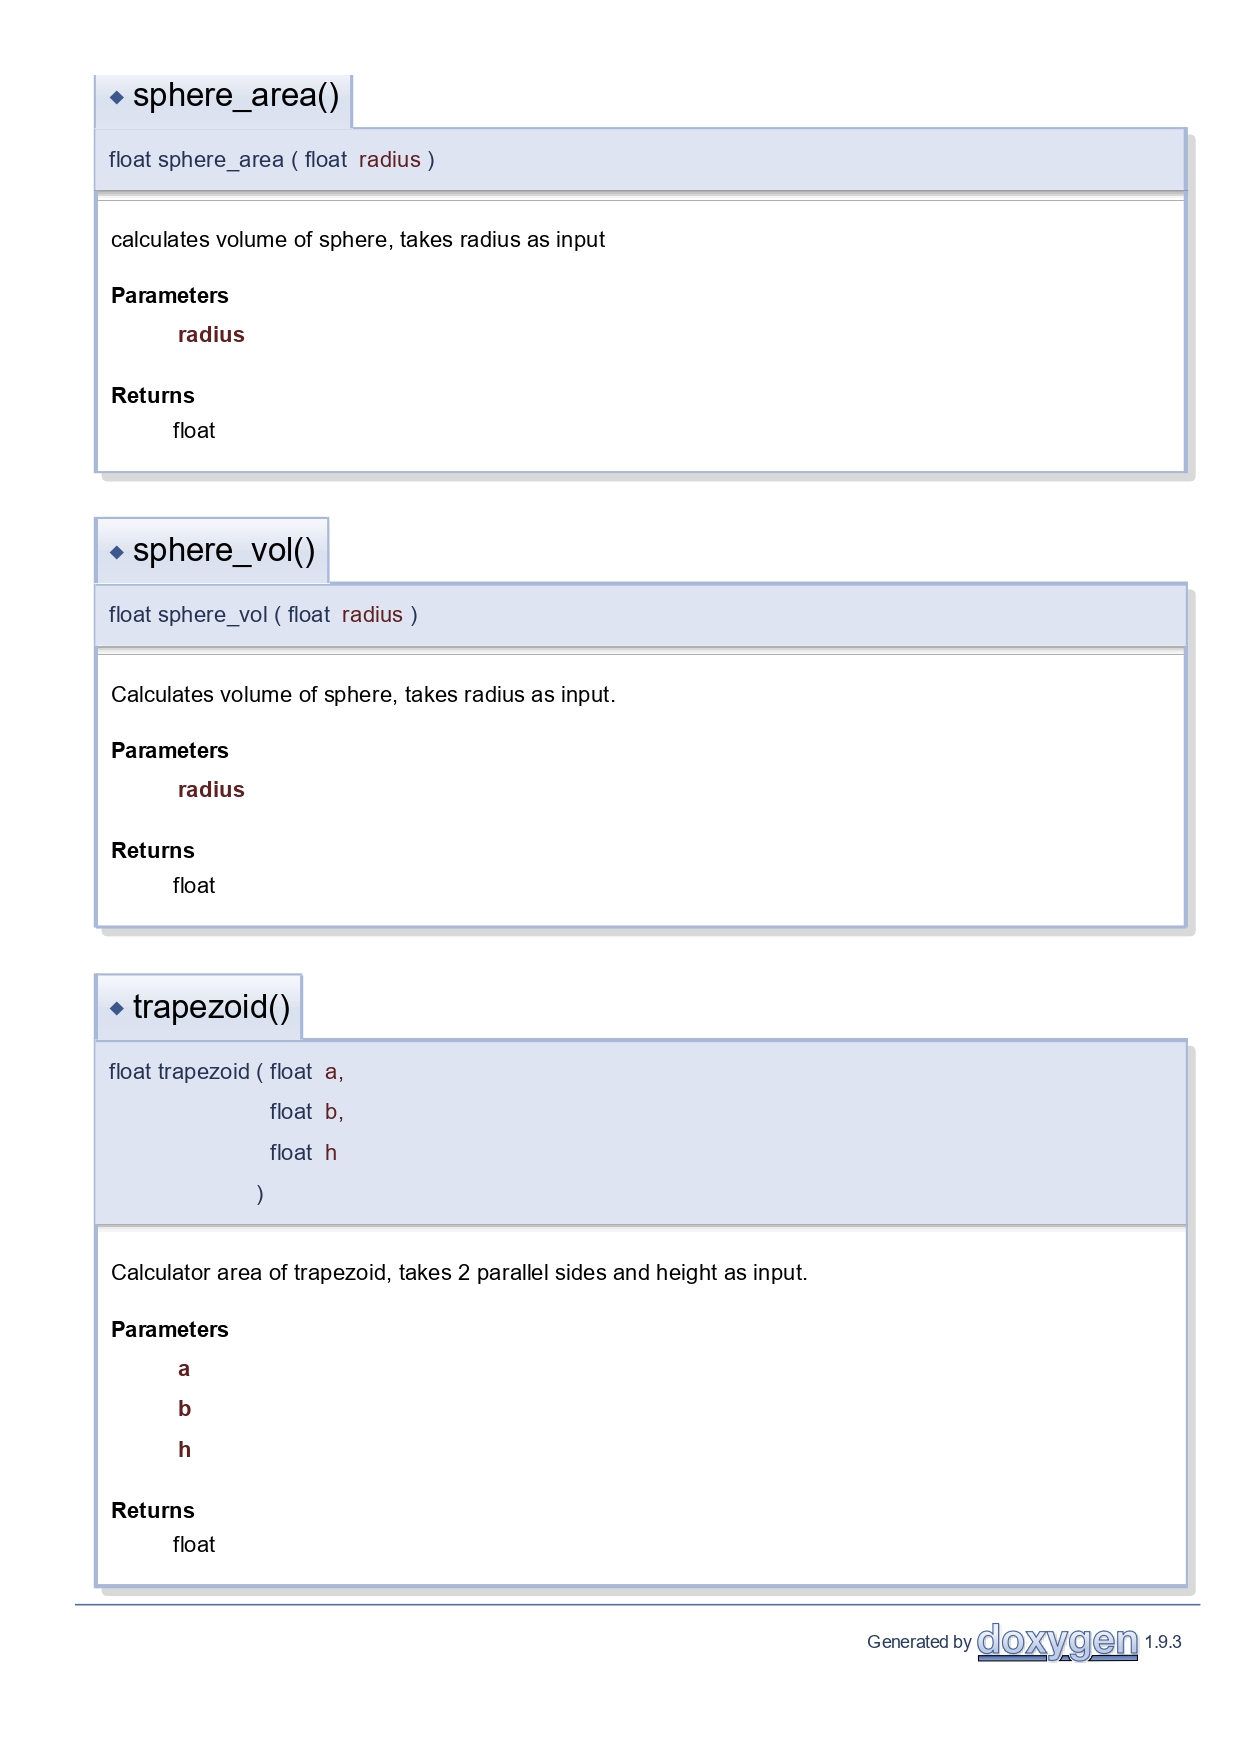 ◆ sphere_area()
float sphere_area ( float radius )
calculates volume of sphere, takes radius as input
Parameters
radius
Returns
float
◆ sphere_vol()
float sphere_vol ( float radius )
Calculates volume of sphere, takes radius as input.
Parameters
radius
Returns
float
◆ trapezoid()
float trapezoid ( float a,
float b,
float h
)
Calculator area of trapezoid, takes 2 parallel sides and height as input.
Parameters
a
b
h
Returns
float
Generated by doxygen 1.9.3